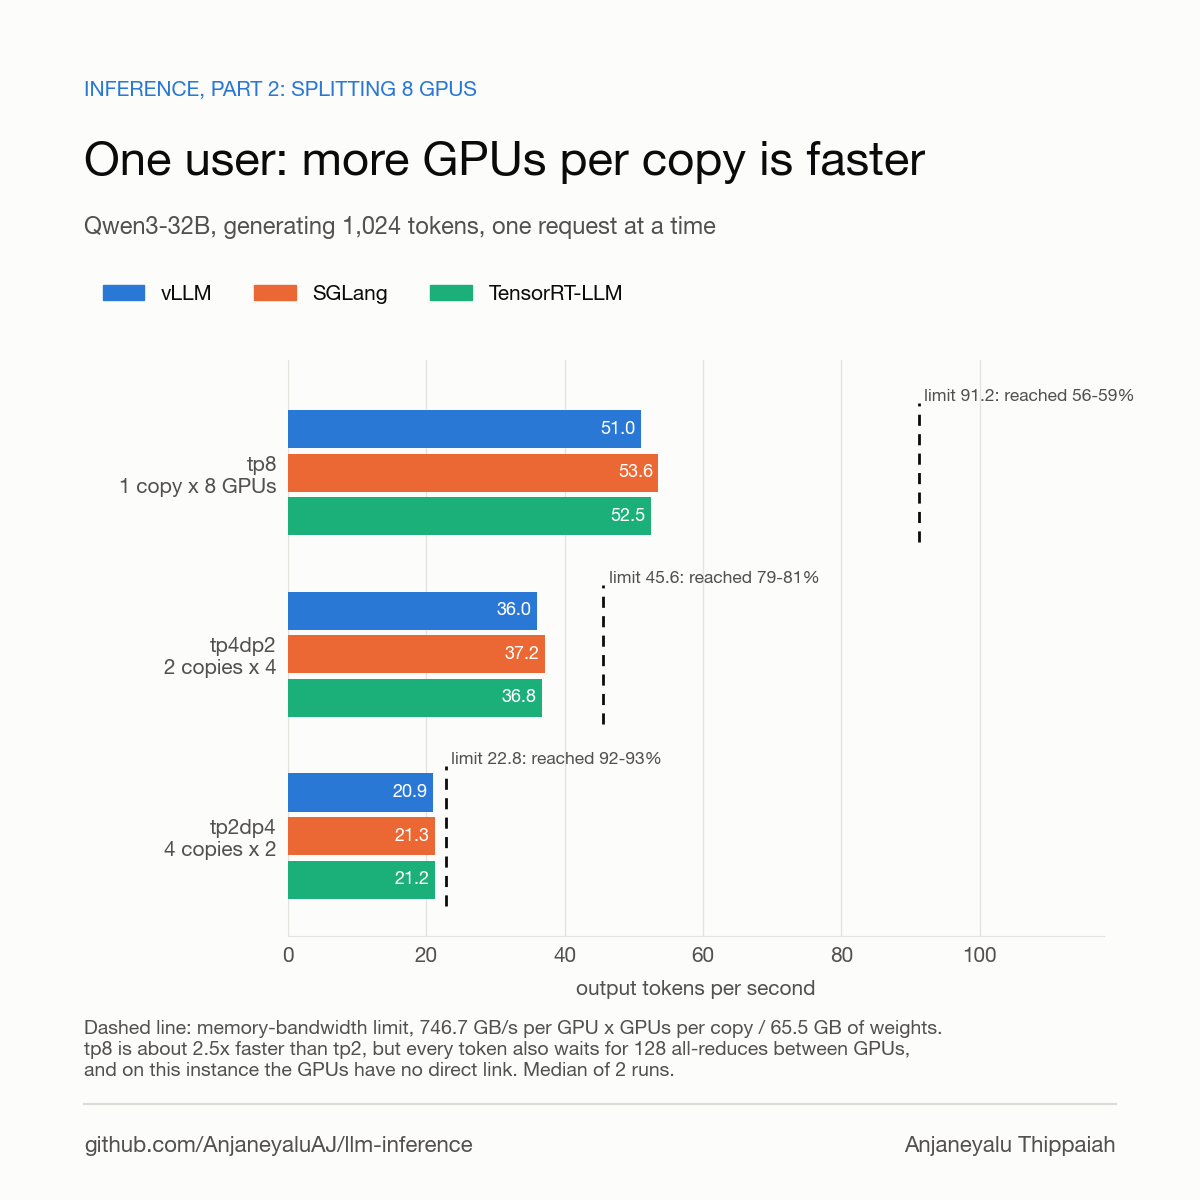 INFERENCE, PART 2: SPLITTING 8 GPUS
One user: more GPUs per copy is faster
Qwen3-32B, generating 1,024 tokens, one request at a time
vLLM SGLang TensorRT-LLM
limit 91.2: reached 56-59%
51.0
tp8
1 copy x 8 GPUs
53.6
52.5
limit 45.6: reached 79-81%
36.0
tp4dp2
2 copies x 4
37.2
36.8
limit 22.8: reached 92-93%
20.9
tp2dp4
4 copies x 2
21.3
21.2
0 20 40 60 80 100
output tokens per second
Dashed line: memory-bandwidth limit, 746.7 GB/s per GPU x GPUs per copy / 65.5 GB of weights.
tp8 is about 2.5x faster than tp2, but every token also waits for 128 all-reduces between GPUs,
and on this instance the GPUs have no direct link. Median of 2 runs.
github.com/AnjaneyaluAJ/llm-inference Anjaneyalu Thippaiah